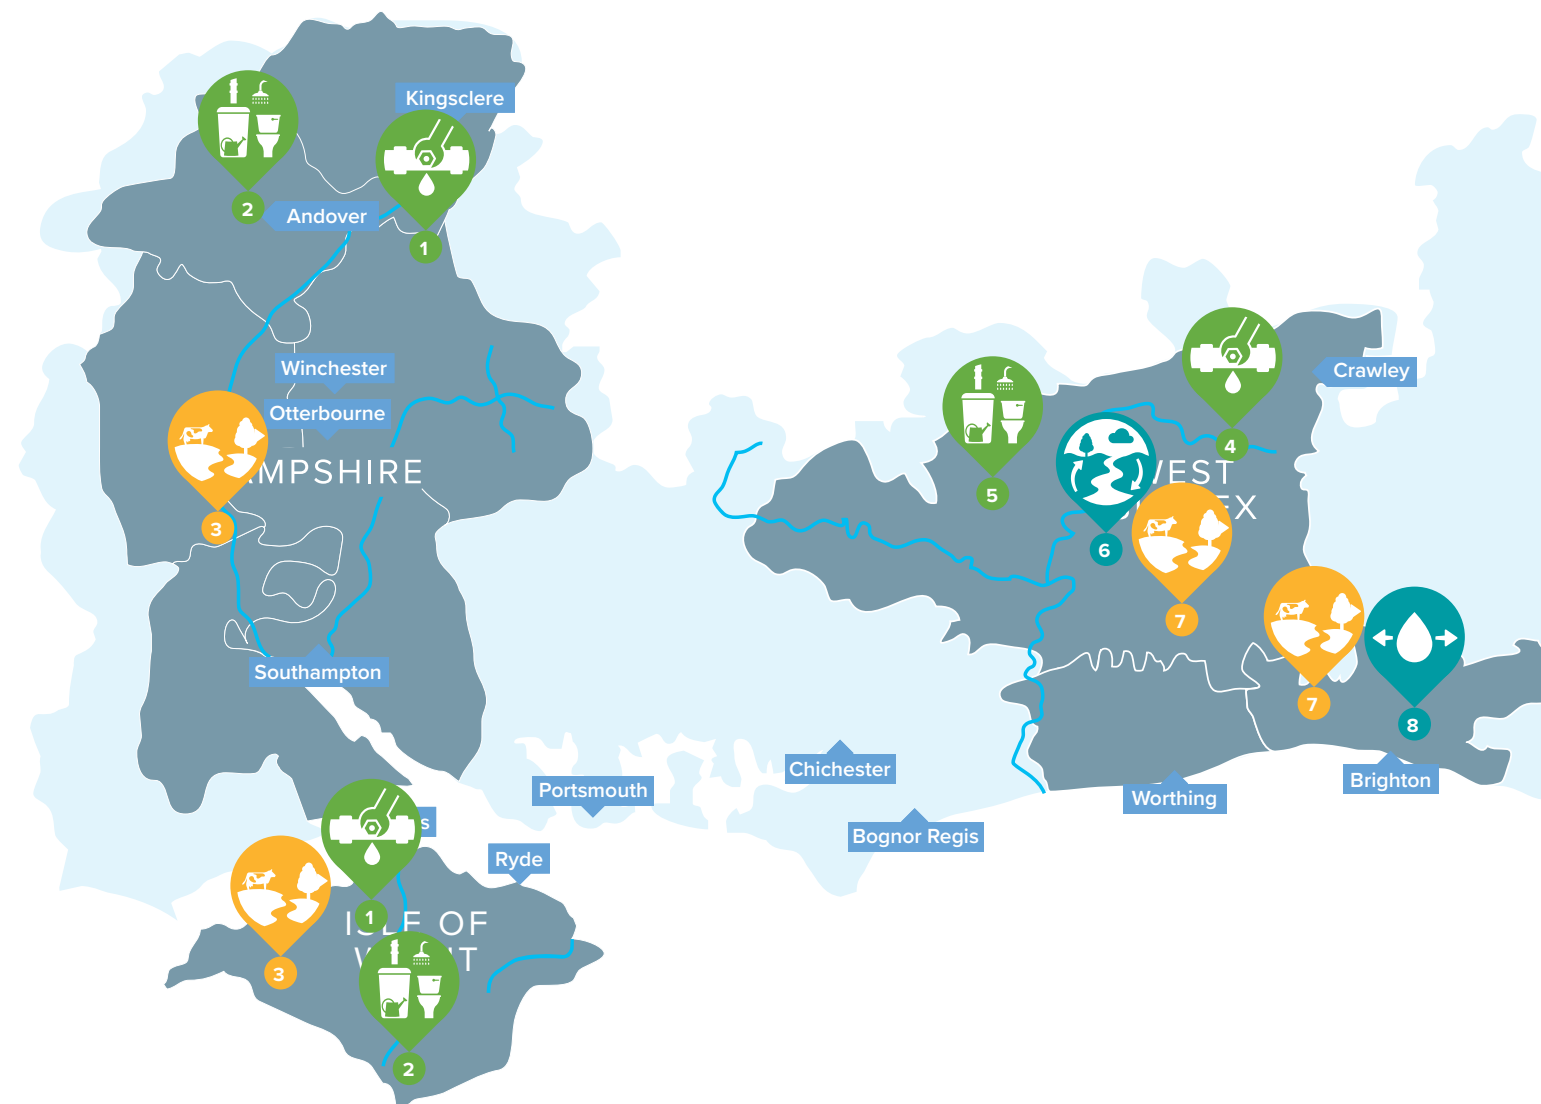 Kingsclere
2
Andover
1
Winchester
Otterbourne
MPSHIRE
3
Southampton
Portsmouth
s
Ryde
1
ISLE OF
3
2
Crawley
4
WEST
EX
5
6
7
7
8
Chichester
Bognor Regis
Worthing
Brighton